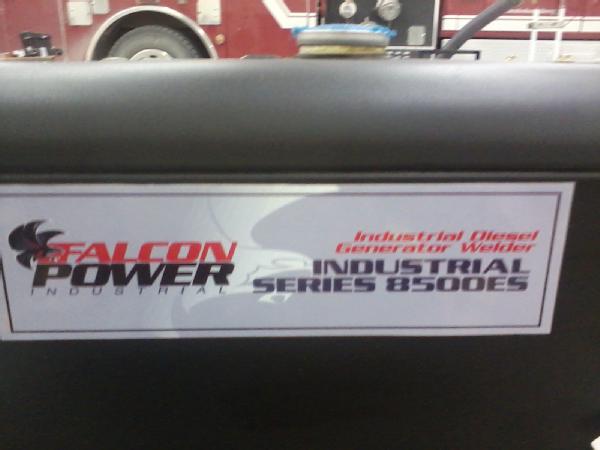 FALCON
POWER
INDUSTRIAL
Industrial Diesel
Generator Welder
INDUSTRIAL
SERIES 8500ES